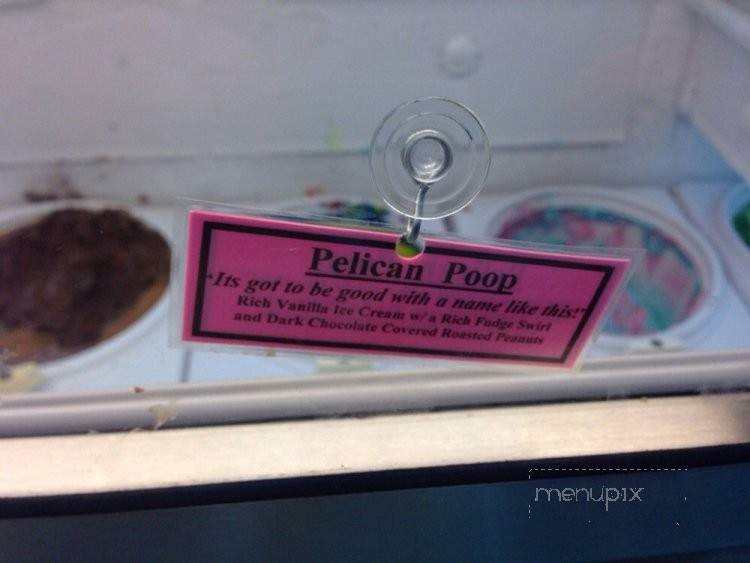 Pelican Poop
"Its got to be good with a name like this!"
Rich Vanilla Ice Cream w/ a Rich Fudge Swirl
and Dark Chocolate Covered Roasted Peanuts
menupix